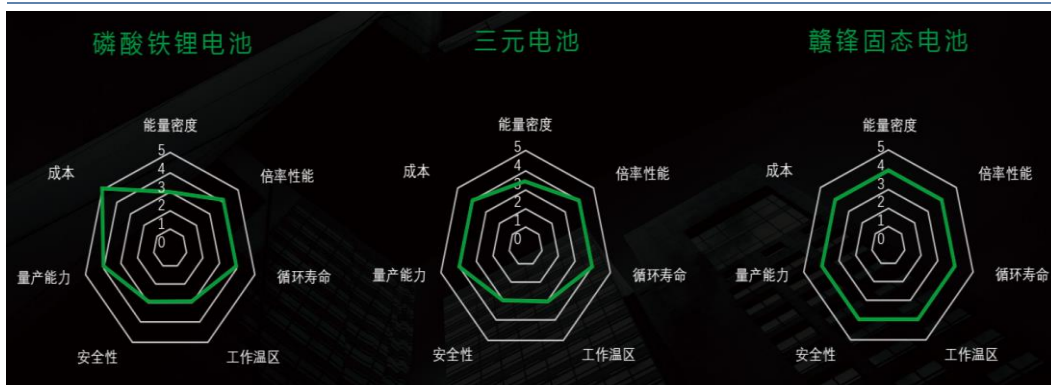 磷酸铁锂电池
能量密度
倍率性能
循环寿命
工作温区
安全性
量产能力
成本
5
4
3
2
1
0
三元电池
能量密度
倍率性能
循环寿命
工作温区
安全性
量产能力
成本
5
4
3
2
1
0
赣锋固态电池
能量密度
倍率性能
循环寿命
工作温区
安全性
量产能力
成本
5
4
3
2
1
0